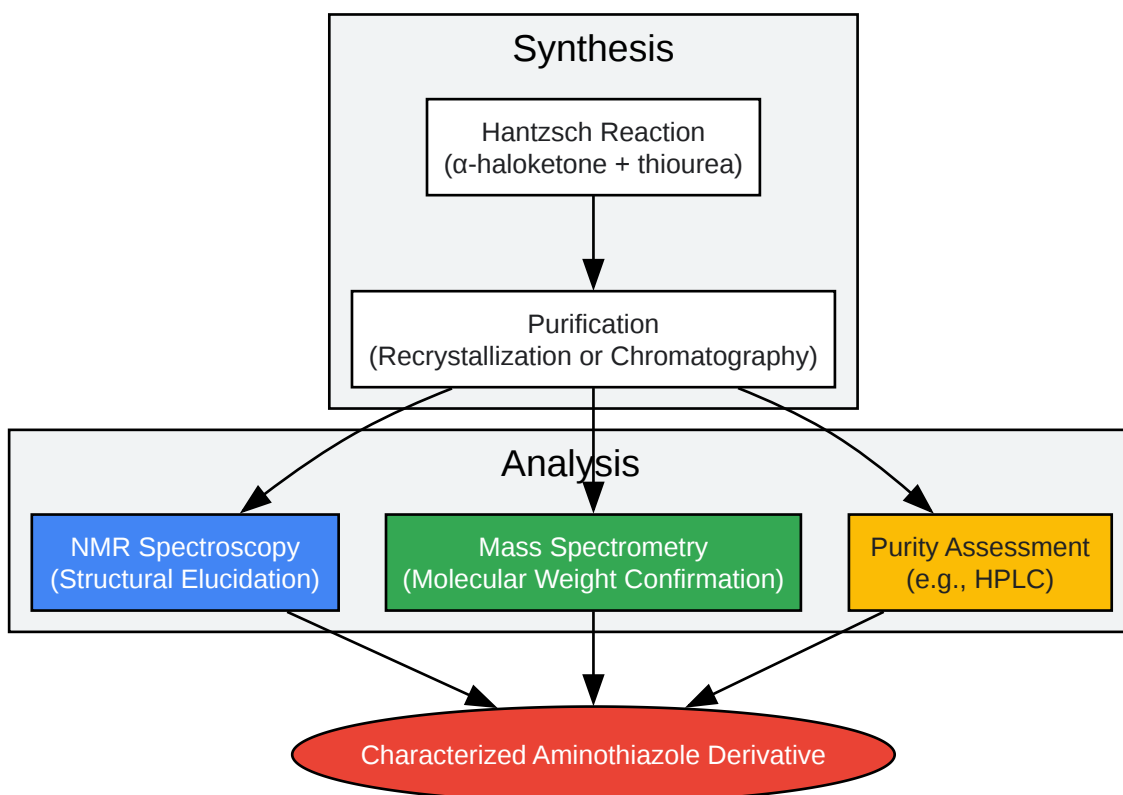 Synthesis
Hantzsch Reaction
(α-haloketone + thiourea)
Purification
(Recrystallization or Chromatography)
Analysis
NMR Spectroscopy
(Structural Elucidation)
Mass Spectrometry
(Molecular Weight Confirmation)
Purity Assessment
(e.g., HPLC)
Characterized Aminothiazole Derivative